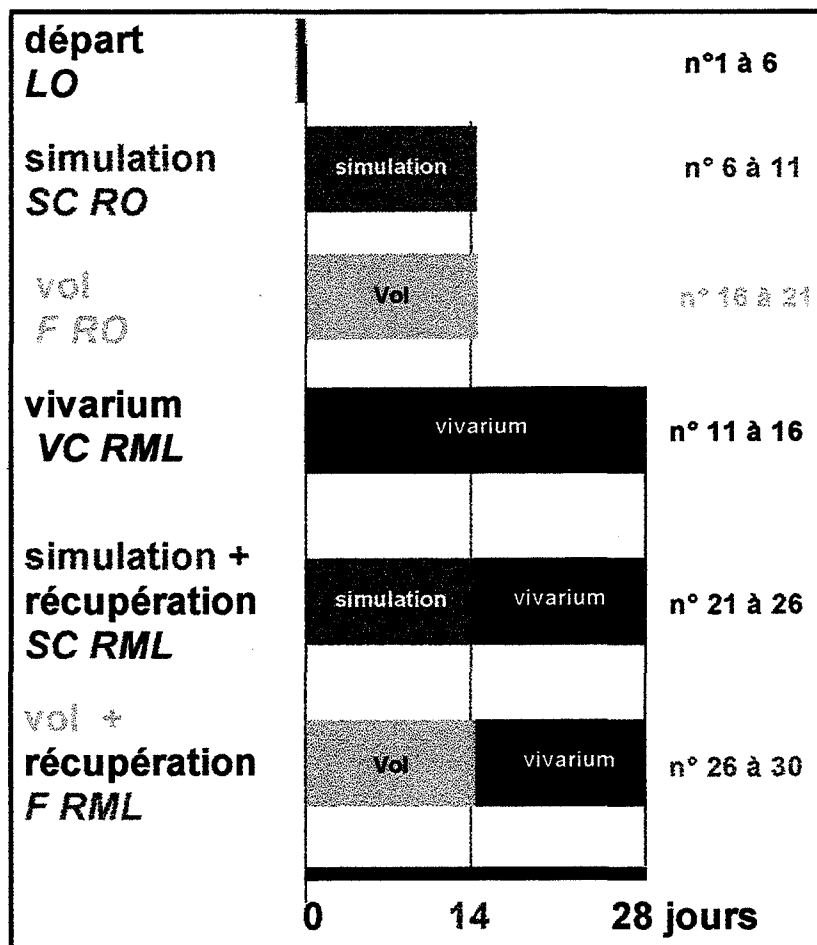 départ
LO
n°1 à 6
simulation
SC RO
simulation
n° 6 à 11
vol
F RO
Vol
n° 16 à 21
vivarium
VC RML
vivarium
n° 11 à 16
simulation +
récupération
SC RML
simulation
vivarium
n° 21 à 26
vol +
récupération
F RML
Vol
vivarium
n° 26 à 30
0 14 28 jours